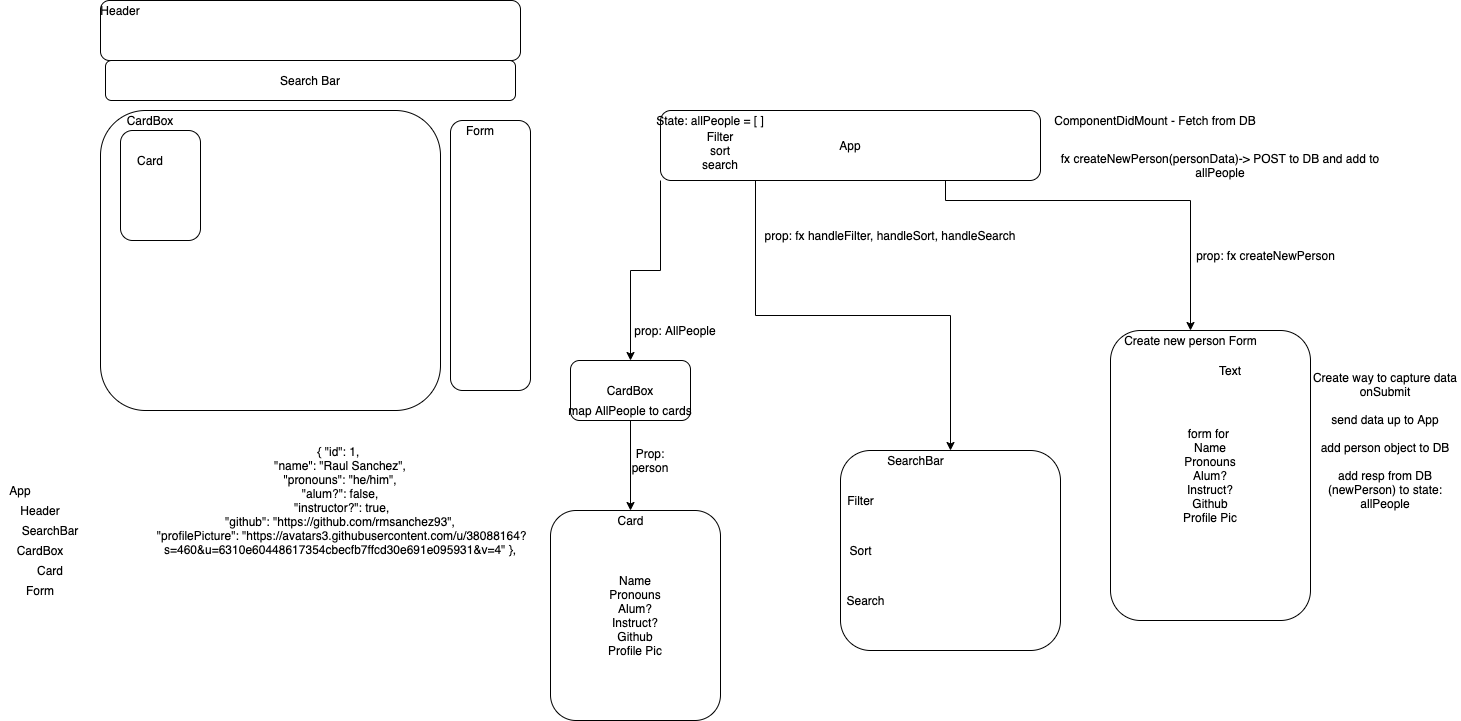 Header
Search Bar
CardBox
Card
Form
State: allPeople = [ ]
Filter
sort
search
App
ComponentDidMount - Fetch from DB
fx createNewPerson(personData)-> POST to DB and add to
allPeople
prop: fx handleFilter, handleSort, handleSearch
prop: fx createNewPerson
prop: AllPeople
CardBox
map AllPeople to cards
Prop:
person
Card
Name
Pronouns
Alum?
Instruct?
Github
Profile Pic
SearchBar
Filter
Sort
Search
Create new person Form
Text
form for
Name
Pronouns
Alum?
Instruct?
Github
Profile Pic
Create way to capture data
onSubmit
send data up to App
add person object to DB
add resp from DB
(newPerson) to state:
allPeople
{ "id": 1,
"name": "Raul Sanchez",
"pronouns": "he/him",
"alum?": false,
"instructor?": true,
"github": "https://github.com/rmsanchez93",
"profilePicture": "https://avatars3.githubusercontent.com/u/38088164?
s=460&u=6310e60448617354cbecfb7ffcd30e691e095931&v=4" },
App
Header
SearchBar
CardBox
Card
Form